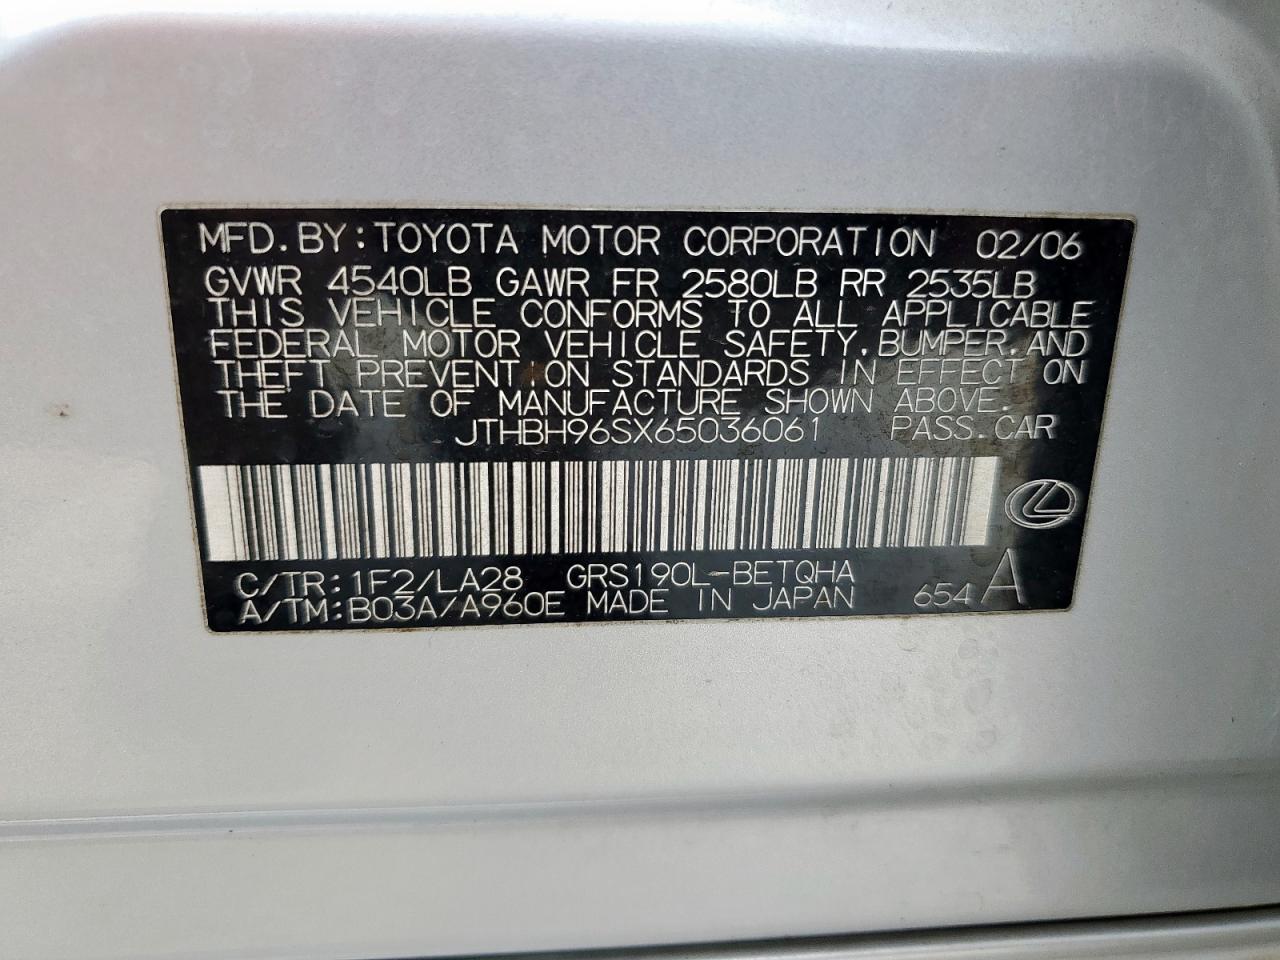 MFD.BY:TOYOTA MOTOR CORPORATION 02/06
GVWR 4540LB GAWR FR 2580LB RR 2535LB
THIS VEHICLE CONFORMS TO ALL APPLICABLE
FEDERAL MOTOR VEHICLE SAFETY,BUMPER,AND
THEFT PREVENTION STANDARDS IN EFFECT ON
THE DATE OF MANUFACTURE SHOWN ABOVE.
JTHBH96SX65036061 PASS.CAR
C/TR:1F2/LA28 GRS190L-BETQHA
A/TM:B03A/A960E MADE IN JAPAN 654 A